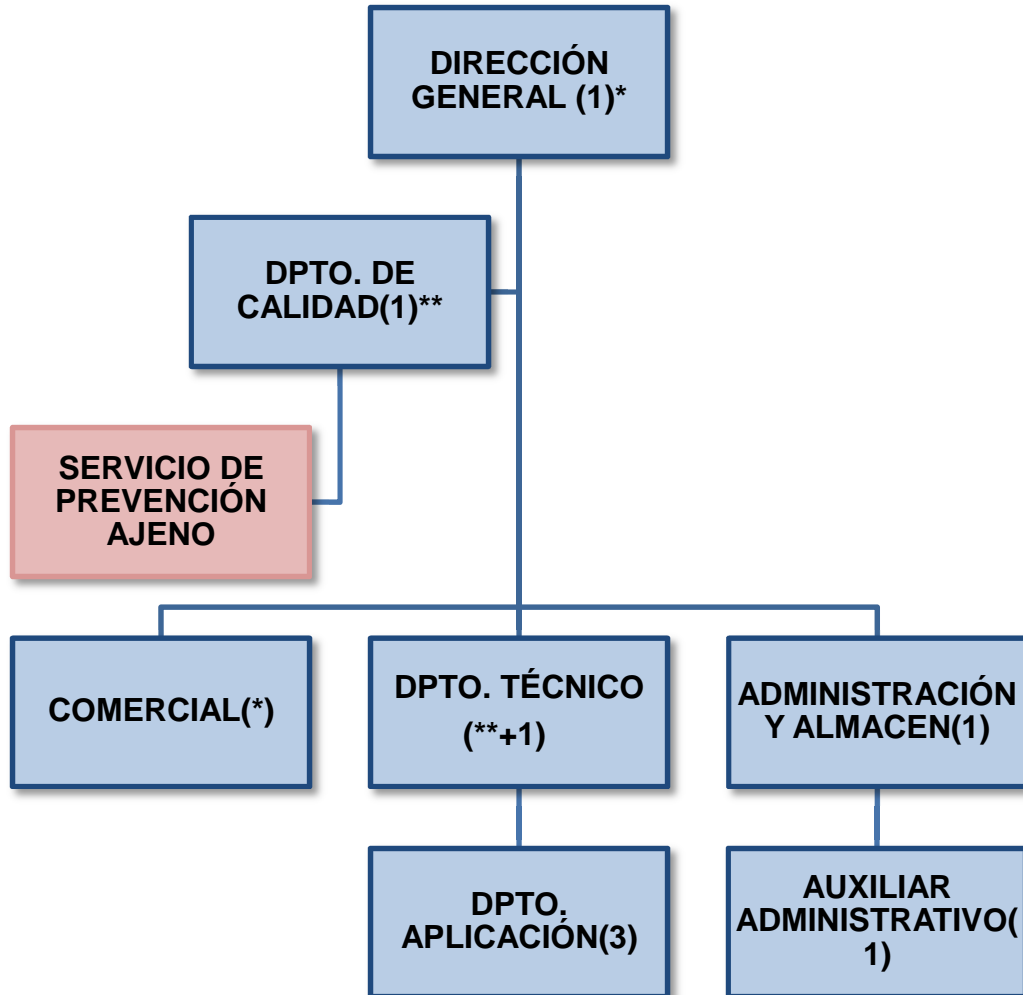 DIRECCIÓN
GENERAL (1)*
DPTO. DE
CALIDAD(1)**
SERVICIO DE
PREVENCIÓN
AJENO
COMERCIAL(*)
DPTO. TÉCNICO
(**+1)
ADMINISTRACIÓN
Y ALMACEN(1)
DPTO.
APLICACIÓN(3)
AUXILIAR
ADMINISTRATIVO(
1)